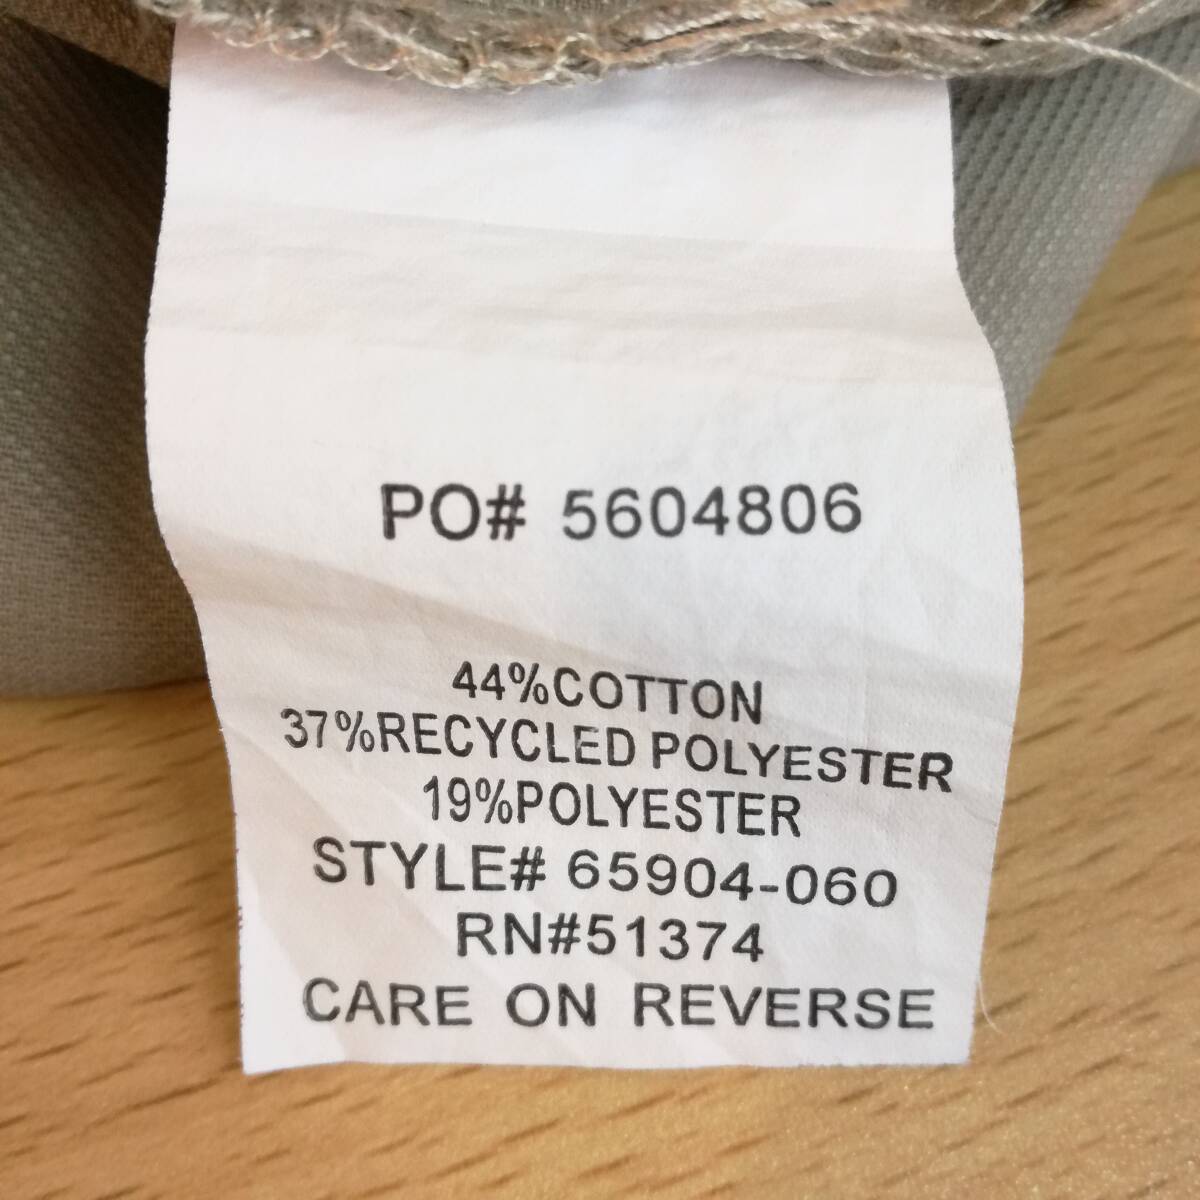 PO# 5604806
44%COTTON
37%RECYCLED POLYESTER
19%POLYESTER
STYLE# 65904-060
RN#51374
CARE ON REVERSE